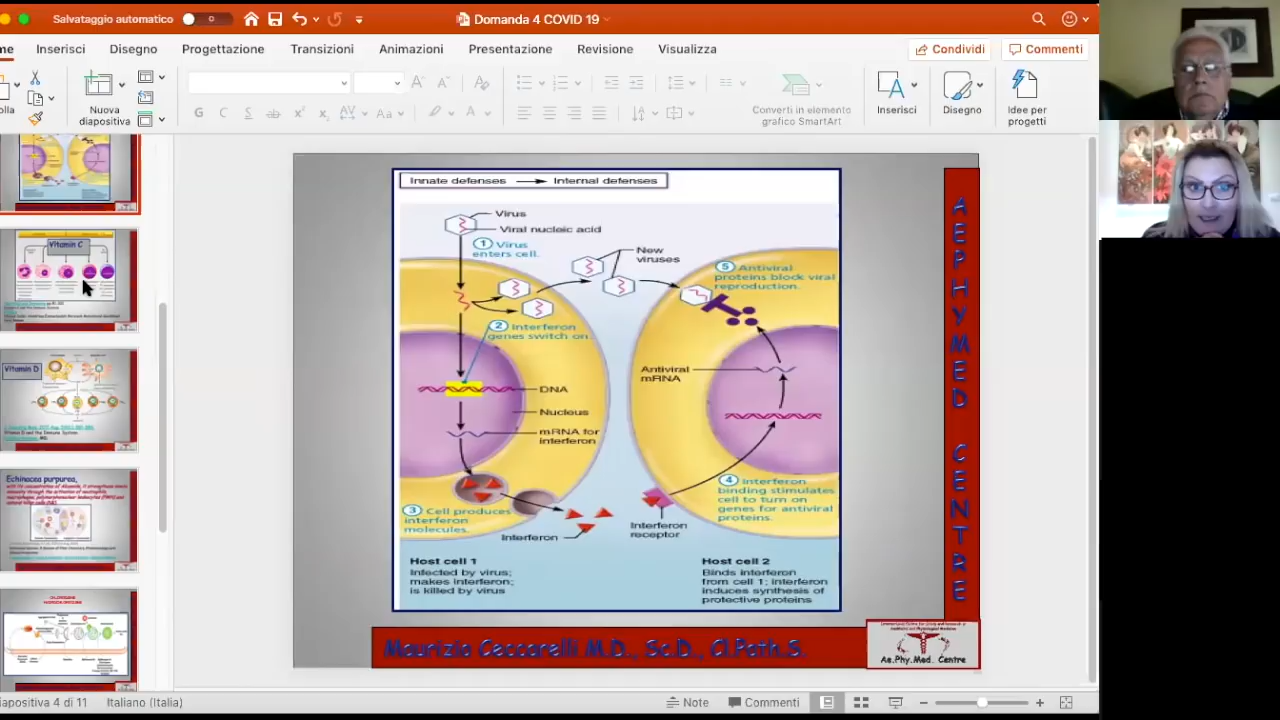 Salvataggio automatico
Domanda 4 COVID 19
Inserisci
Disegno
Progettazione
Transizioni
Animazioni
Presentazione
Revisione
Visualizza
Condividi
Commenti
Nuova
diapositiva
G C S ab x² x₂ AV Aa A
Converti in elemento
grafico SmartArt
Inserisci
Disegno
Idee per
progetti
Vitamin C
Vitamin D
Echinacea purpurea,
Innate defenses → Internal defenses
Virus
Viral nucleic acid
1 Virus
enters cell.
New
viruses
5 Antiviral
proteins block viral
reproduction.
2 Interferon
genes switch on.
Antiviral
mRNA
DNA
Nucleus
mRNA for
interferon
3 Cell produces
interferon
molecules.
Interferon
Interferon
receptor
4 Interferon
binding stimulates
cell to turn on
genes for antiviral
proteins.
Host cell 1
Infected by virus;
makes interferon;
is killed by virus
Host cell 2
Binds interferon
from cell 1; interferon
induces synthesis of
protective proteins
AEPHYMED CENTRE
Maurizio Ceccarelli M.D., Sc.D., Cl.Path.S.
Ae.Phy.Med. Centre
iapositiva 4 di 11
Italiano (Italia)
Note
Commenti